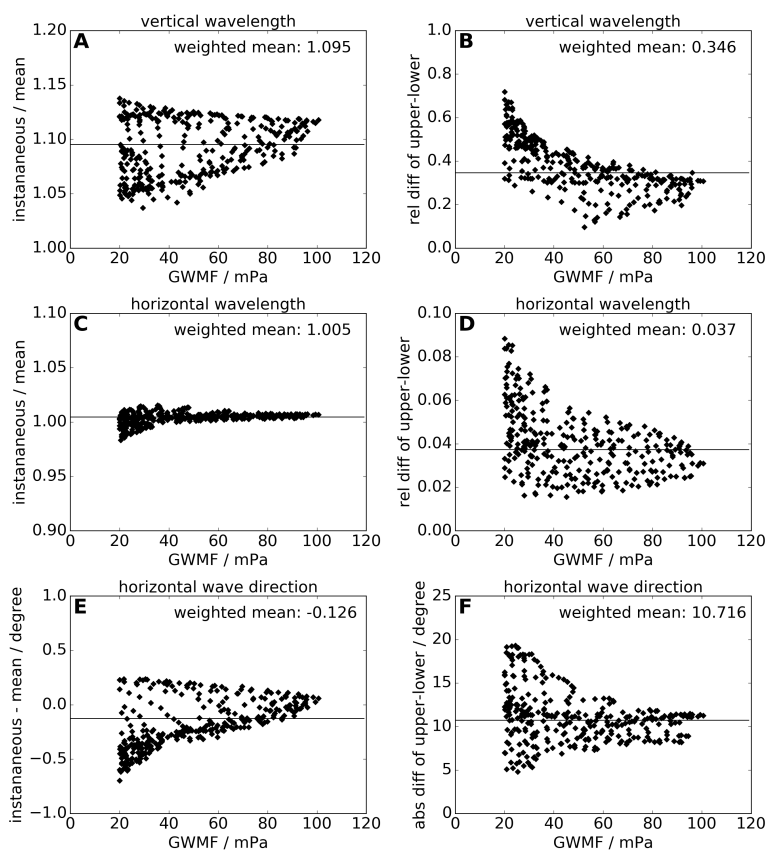 vertical wavelength
A
weighted mean: 1.095
1.20
1.15
1.10
1.05
1.00
instananeous / mean
0 20 40 60 80 100 120
GWMF / mPa
vertical wavelength
B
weighted mean: 0.346
1.0
0.8
0.6
0.4
0.2
0.0
rel diff of upper-lower
0 20 40 60 80 100 120
GWMF / mPa
horizontal wavelength
C
weighted mean: 1.005
1.10
1.05
1.00
0.95
0.90
instananeous / mean
0 20 40 60 80 100 120
GWMF / mPa
horizontal wavelength
D
weighted mean: 0.037
0.10
0.08
0.06
0.04
0.02
0.00
rel diff of upper-lower
0 20 40 60 80 100 120
GWMF / mPa
horizontal wave direction
E
weighted mean: -0.126
1.0
0.5
0.0
−0.5
−1.0
instananeous - mean / degree
0 20 40 60 80 100 120
GWMF / mPa
horizontal wave direction
F
weighted mean: 10.716
25
20
15
10
5
0
abs diff of upper-lower / degree
0 20 40 60 80 100 120
GWMF / mPa